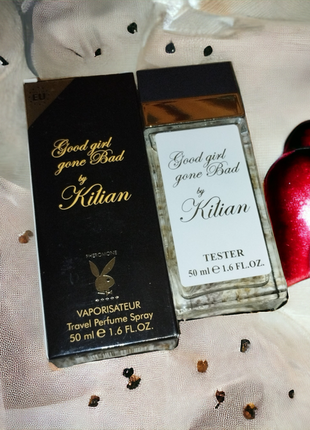 Good girl
gone Bad
by
Kilian
PHEROMONE
VAPORISATEUR
Travel Perfume Spray
50 ml ℮ 1.6 FL.OZ.
Good girl
gone Bad
by
Kilian
TESTER
50 ml ℮ 1.6 FL.OZ.